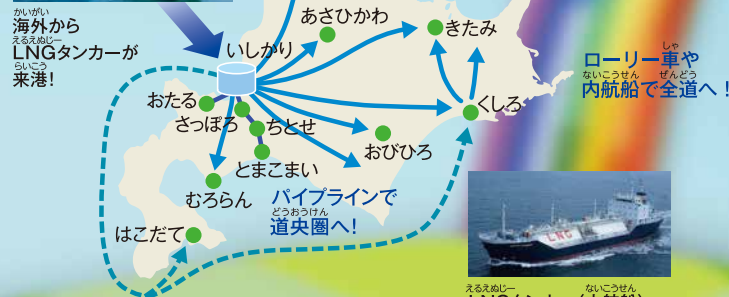 かいがい
海外から
えるえぬじー
LNGタンカーが
らいこう
来港!
あさひかわ
きたみ
いしかり
しゃ
ローリー車や
ないこうせん ぜんどう
内航船で全道へ!
おたる
さっぽろ
ちとせ
くしろ
おびひろ
とまこまい
むろらん
パイプラインで
どうおうけん
道央圏へ!
はこだて
LNG
えるえぬじー ないこうせん